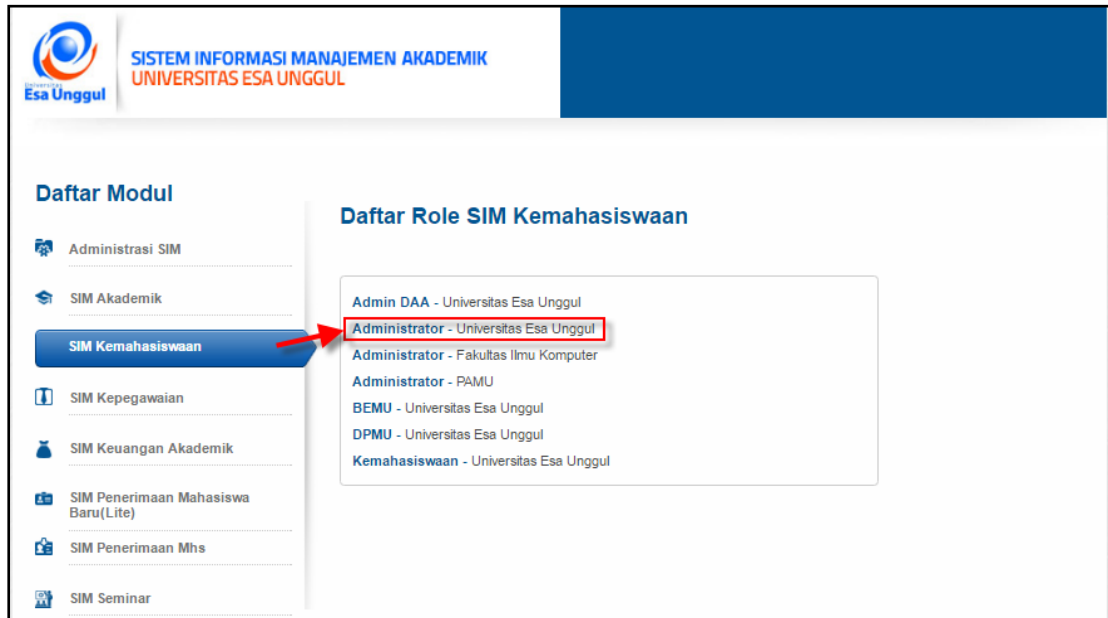 Universitas
Esa Unggul
SISTEM INFORMASI MANAJEMEN AKADEMIK
UNIVERSITAS ESA UNGGUL
Daftar Modul
Administrasi SIM
SIM Akademik
SIM Kemahasiswaan
SIM Kepegawaian
SIM Keuangan Akademik
SIM Penerimaan Mahasiswa
Baru(Lite)
SIM Penerimaan Mhs
SIM Seminar
Daftar Role SIM Kemahasiswaan
Admin DAA - Universitas Esa Unggul
Administrator - Universitas Esa Unggul
Administrator - Fakultas Ilmu Komputer
Administrator - PAMU
BEMU - Universitas Esa Unggul
DPMU - Universitas Esa Unggul
Kemahasiswaan - Universitas Esa Unggul